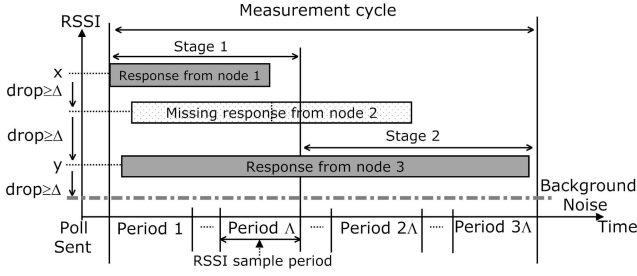 Measurement cycle
RSSI
Stage 1
x
Response from node 1
drop≥Δ
Missing response from node 2
drop≥Δ
Stage 2
y
Response from node 3
drop≥Δ
Background
Noise
Poll
Sent
Period 1
Period Λ
Period 2Λ
Period 3Λ
Time
RSSI sample period